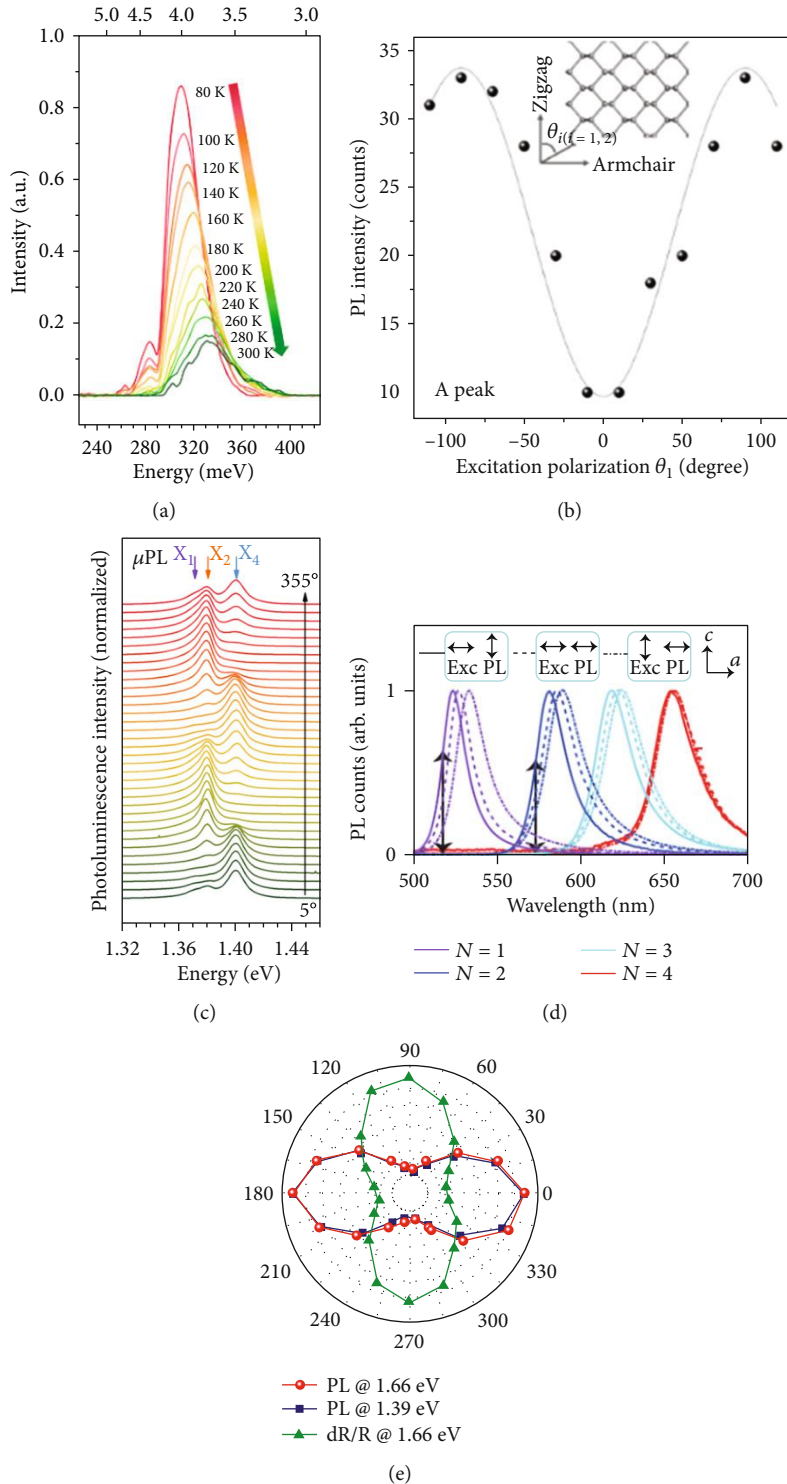 5.0 4.5 4.0 3.5 3.0
1.0
0.8
0.6
0.4
0.2
0.0
Intensity (a.u.)
80 K
100 K
120 K
140 K
160 K
180 K
200 K
220 K
240 K
260 K
280 K
300 K
240 280 320 360 400
Energy (meV)
(a)
35
30
25
20
15
10
PL intensity (counts)
Zigzag
θi(i = 1, 2)
Armchair
A peak
−100 −50 0 50 100
Excitation polarization θ1 (degree)
(b)
Photoluminescence intensity (normalized)
μPL X1 X2 X4
355°
5°
1.32 1.36 1.40 1.44
Energy (eV)
(c)
PL counts (arb. units)
1
0
Exc PL
Exc PL
Exc PL
c
a
500 550 600 650 700
Wavelength (nm)
N = 1 N = 3
N = 2 N = 4
(d)
90
120 60
150 30
180 0
210 330
240 300
270
PL @ 1.66 eV
PL @ 1.39 eV
dR/R @ 1.66 eV
(e)